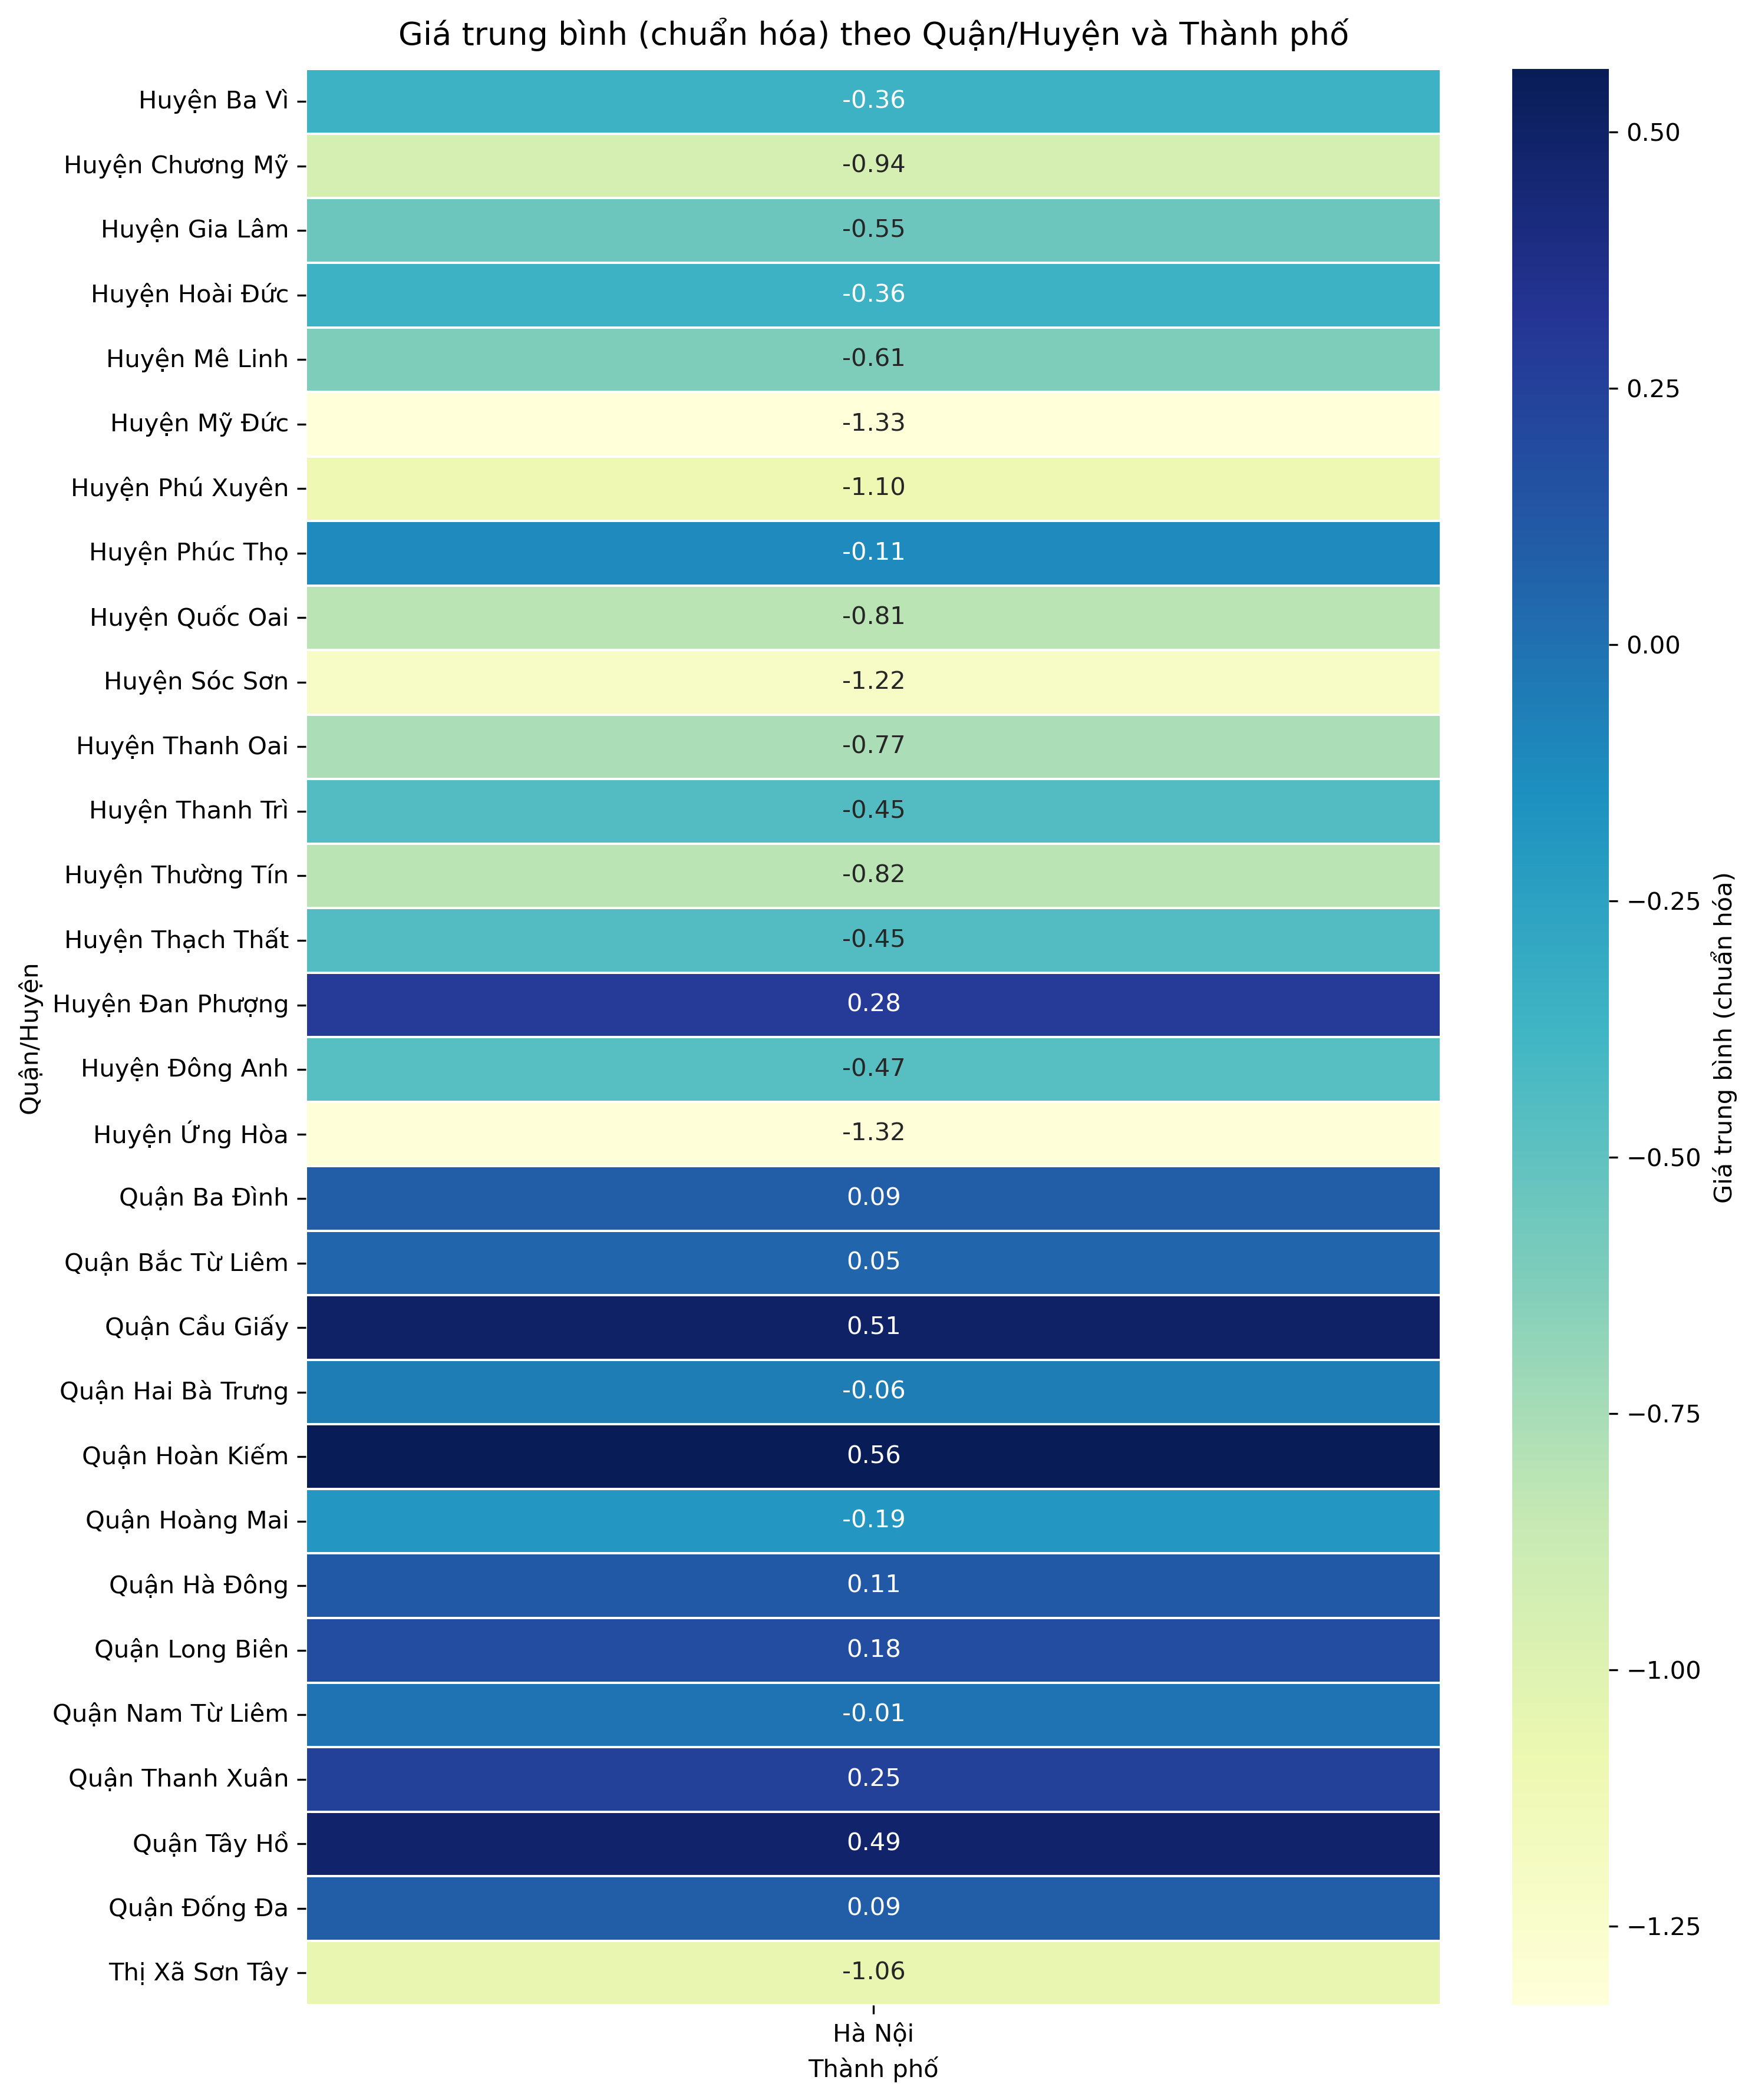 Giá trung bình (chuẩn hóa) theo Quận/Huyện và Thành phố
Quận/Huyện
Huyện Ba Vì -0.36
Huyện Chương Mỹ -0.94
Huyện Gia Lâm -0.55
Huyện Hoài Đức -0.36
Huyện Mê Linh -0.61
Huyện Mỹ Đức -1.33
Huyện Phú Xuyên -1.10
Huyện Phúc Thọ -0.11
Huyện Quốc Oai -0.81
Huyện Sóc Sơn -1.22
Huyện Thanh Oai -0.77
Huyện Thanh Trì -0.45
Huyện Thường Tín -0.82
Huyện Thạch Thất -0.45
Huyện Đan Phượng 0.28
Huyện Đông Anh -0.47
Huyện Ứng Hòa -1.32
Quận Ba Đình 0.09
Quận Bắc Từ Liêm 0.05
Quận Cầu Giấy 0.51
Quận Hai Bà Trưng -0.06
Quận Hoàn Kiếm 0.56
Quận Hoàng Mai -0.19
Quận Hà Đông 0.11
Quận Long Biên 0.18
Quận Nam Từ Liêm -0.01
Quận Thanh Xuân 0.25
Quận Tây Hồ 0.49
Quận Đống Đa 0.09
Thị Xã Sơn Tây -1.06
Hà Nội
Thành phố
0.50
0.25
0.00
−0.25
−0.50
−0.75
−1.00
−1.25
Giá trung bình (chuẩn hóa)